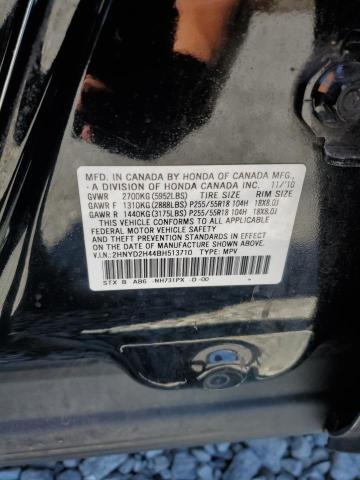 MFD. IN CANADA BY HONDA OF CANADA MFG.,
- A DIVISION OF HONDA CANADA INC. 11/'10
GVWR 2700KG(5952LBS) TIRE SIZE RIM SIZE
GAWR F 1310KG(2888LBS) P255/55R18 104H 18X8.0J
GAWR R 1440KG(3175LBS) P255/55R18 104H 18X8.0J
THIS VEHICLE CONFORMS TO ALL APPLICABLE
FEDERAL MOTOR VEHICLE SAFETY AND
THEFT PREVENTION STANDARDS IN EFFECT ON
THE DATE OF MANUFACTURE SHOWN ABOVE.
V.I.N.: 2HNYD2H44BH513710 TYPE: MPV
STX B AB6 -NH731PX -O -00